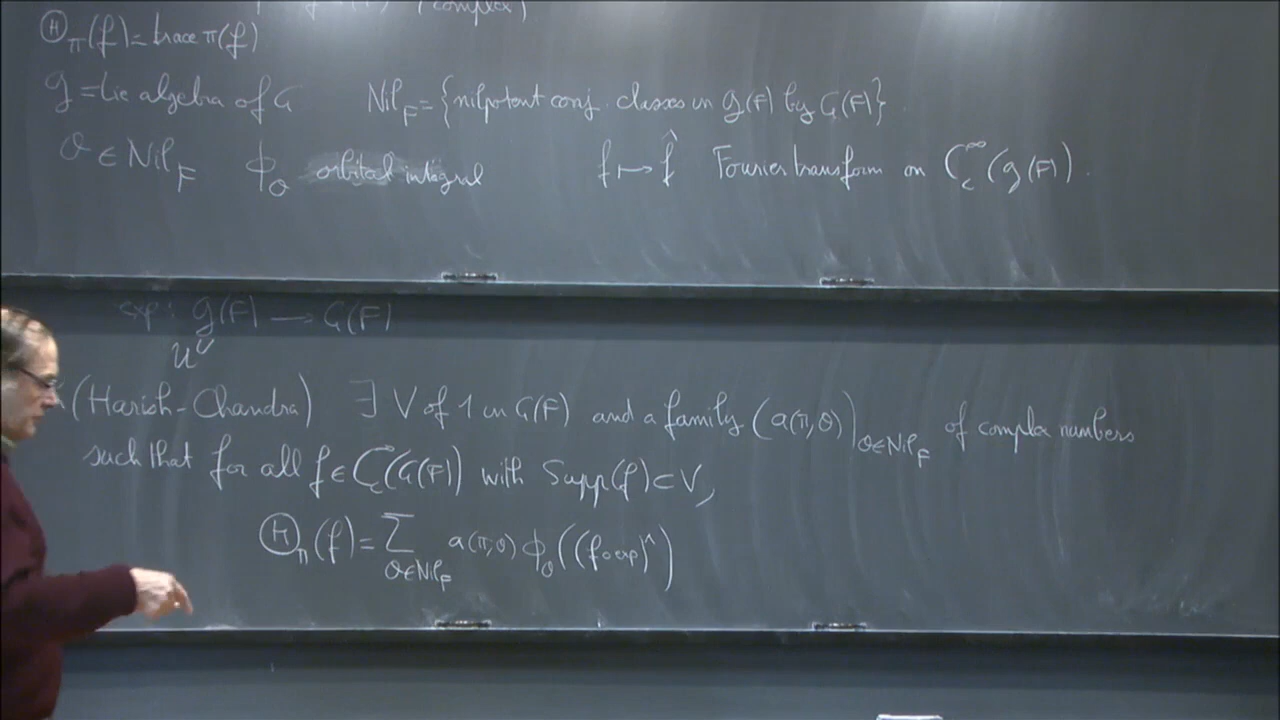 (complex)
Θ_π(f) = trace π(f)
g = Lie algebra of G Nil_F = {nilpotent conj. classes in g(F) by G(F)}
O ∈ Nil_F ϕ_O orbital integral f ↦ f̂ Fourier transform on C_c^∞(g(F)).
exp: g(F) → G(F)
U
(Harish-Chandra) ∃ V of 1 in G(F) and a family (a(π,O))_{O∈Nil_F} of complex numbers
such that for all f ∈ C_c^∞(G(F)) with Supp(f) ⊂ V,
Θ_π(f) = Σ_{O∈Nil_F} a(π,O) ϕ_O((f∘exp)^)